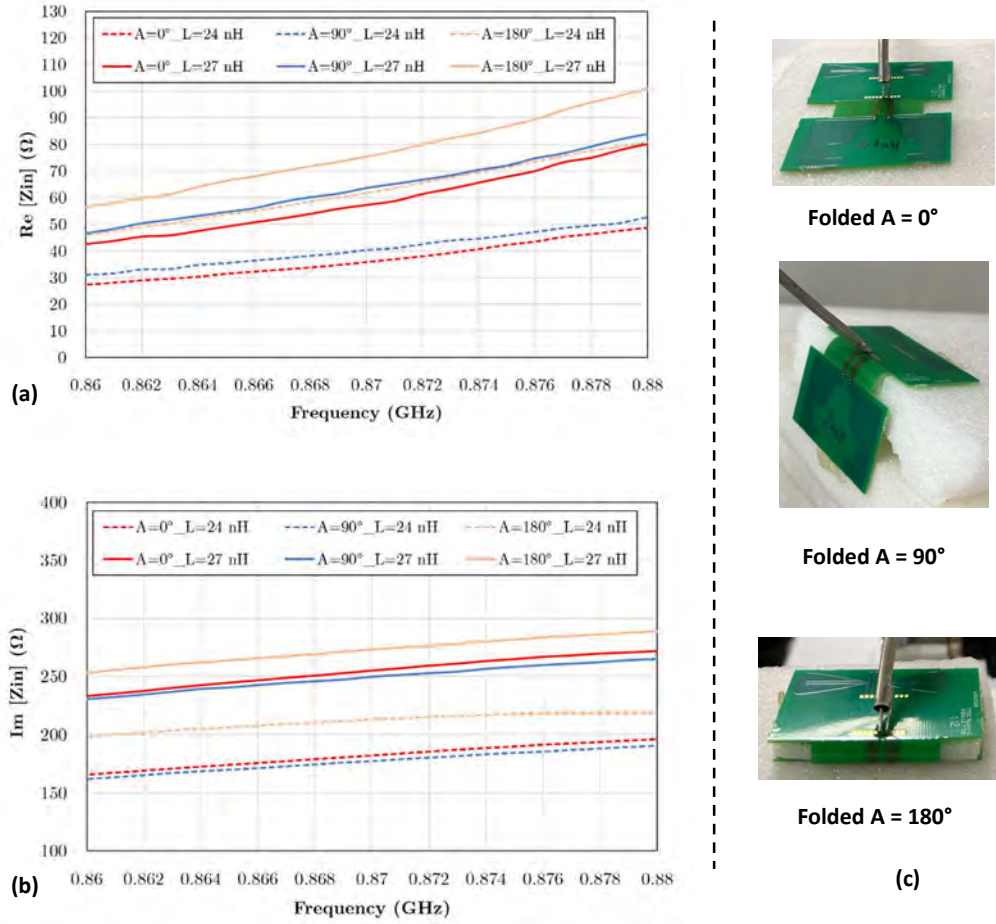 130
120
110
100
90
80
70
60
50
40
30
20
10
0
Re [Zin] (Ω)
A=0°_L=24 nH A=90°_L=24 nH A=180°_L=24 nH
A=0°_L=27 nH A=90°_L=27 nH A=180°_L=27 nH
0.86 0.862 0.864 0.866 0.868 0.87 0.872 0.874 0.876 0.878 0.88
Frequency (GHz)
(a)
400
350
300
250
200
150
100
Im [Zin] (Ω)
A=0°_L=24 nH A=90°_L=24 nH A=180°_L=24 nH
A=0°_L=27 nH A=90°_L=27 nH A=180°_L=27 nH
0.86 0.862 0.864 0.866 0.868 0.87 0.872 0.874 0.876 0.878 0.88
Frequency (GHz)
(b)
Folded A = 0°
Folded A = 90°
Folded A = 180°
(c)